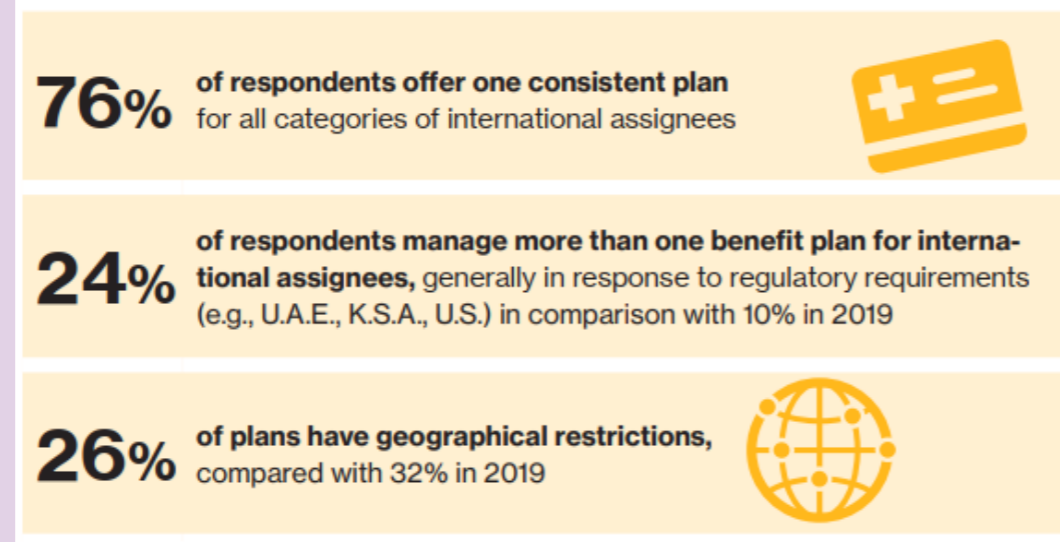 76% of respondents offer one consistent plan
for all categories of international assignees
24% of respondents manage more than one benefit plan for interna-
tional assignees, generally in response to regulatory requirements
(e.g., U.A.E., K.S.A., U.S.) in comparison with 10% in 2019
26% of plans have geographical restrictions,
compared with 32% in 2019